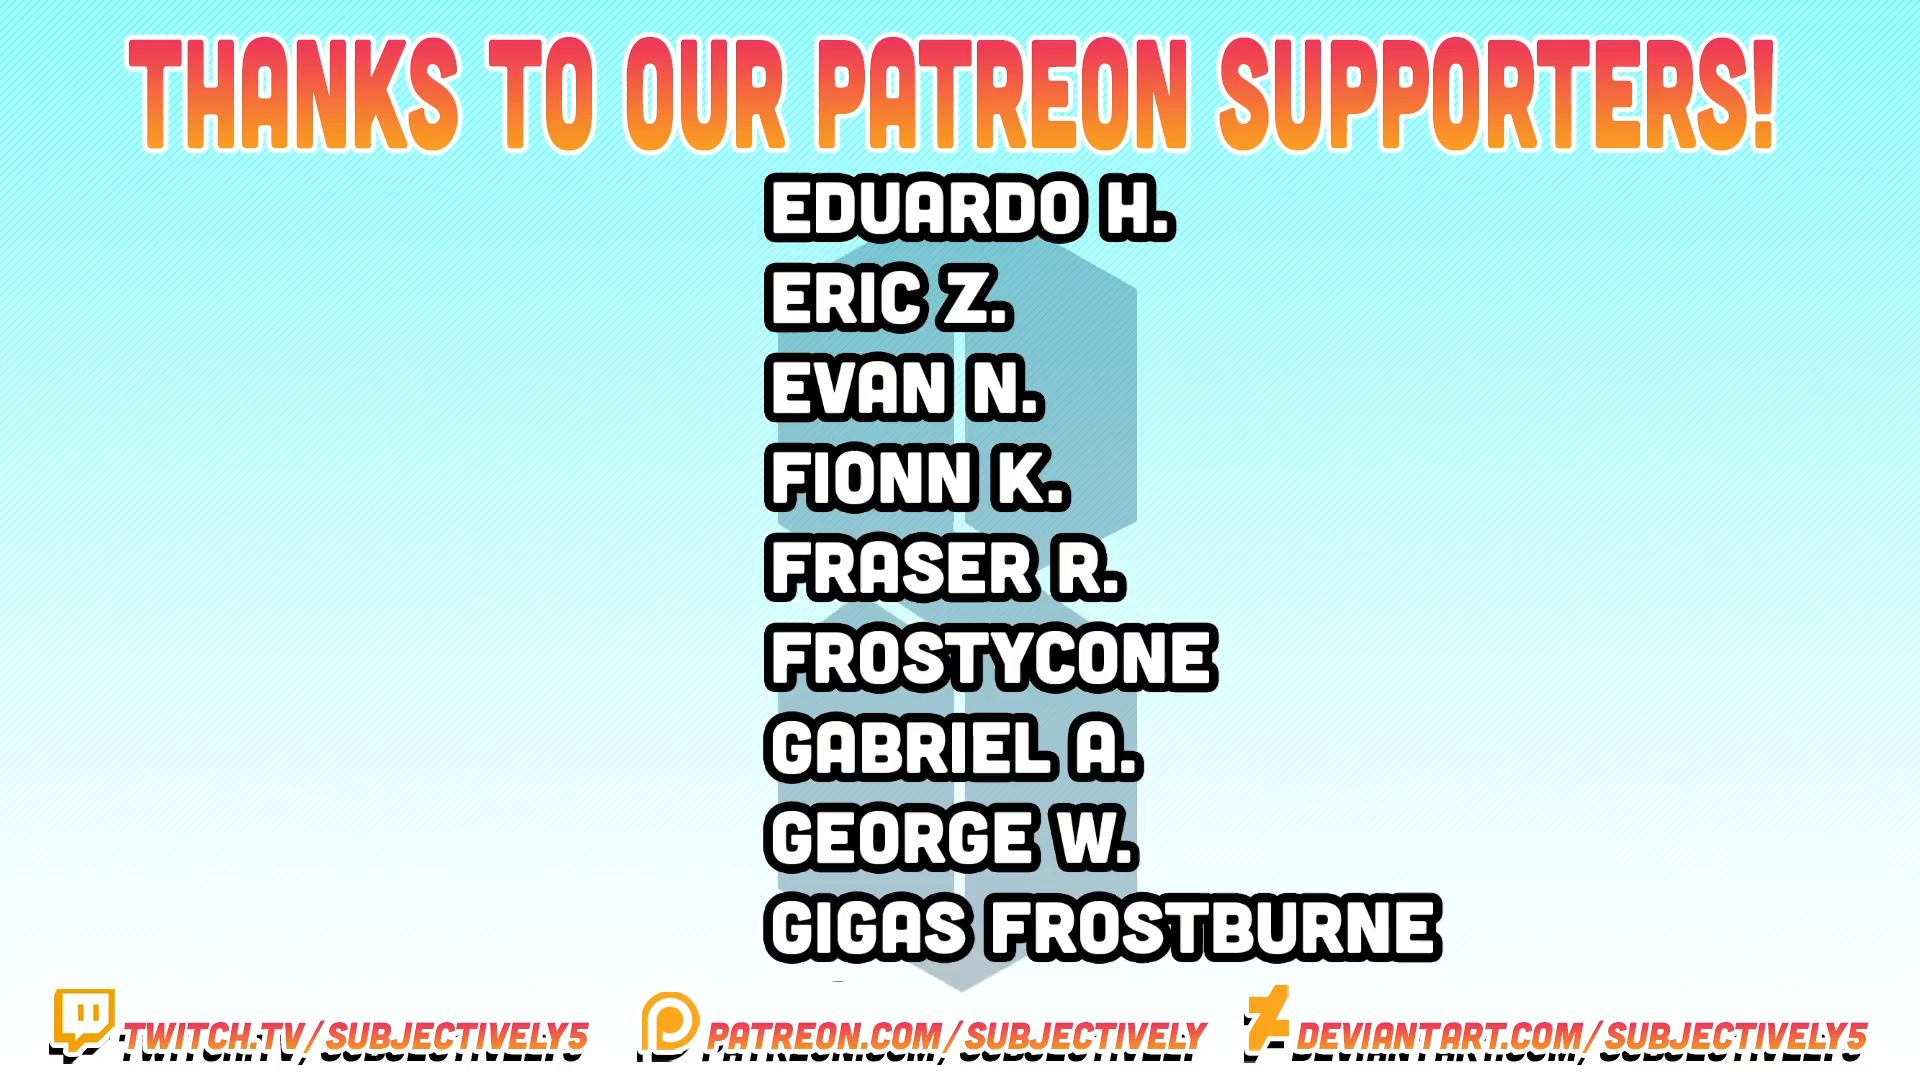 THANKS TO OUR PATREON SUPPORTERS!
EDUARDO H.
ERIC Z.
EVAN N.
FIONN K.
FRASER R.
FROSTYCONE
GABRIEL A.
GEORGE W.
GIGAS FROSTBURNE
TWITCH.TV/SUBJECTIVELY5
PATREON.COM/SUBJECTIVELY
DEVIANTART.COM/SUBJECTIVELY5